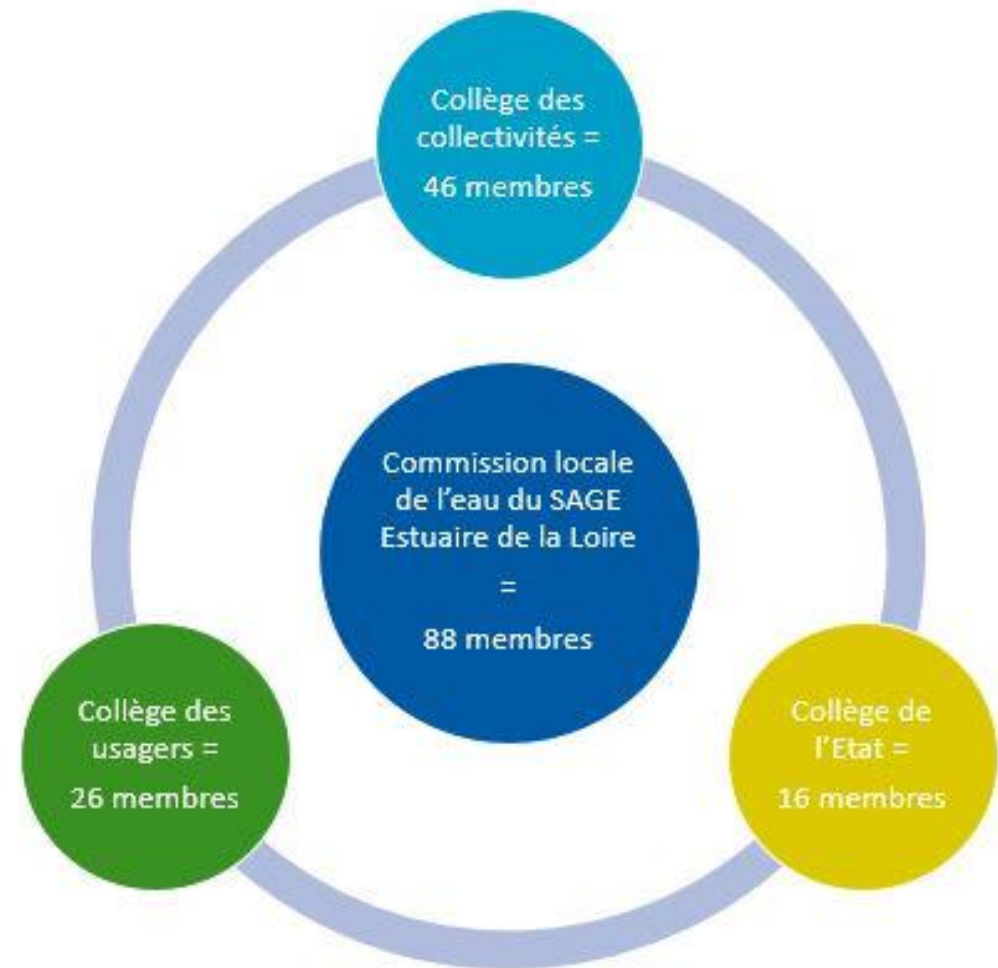 Collège des
collectivités =
46 membres
Commission locale
de l'eau du SAGE
Estuaire de la Loire
=
88 membres
Collège des
usagers =
26 membres
Collège de
l'Etat =
16 membres